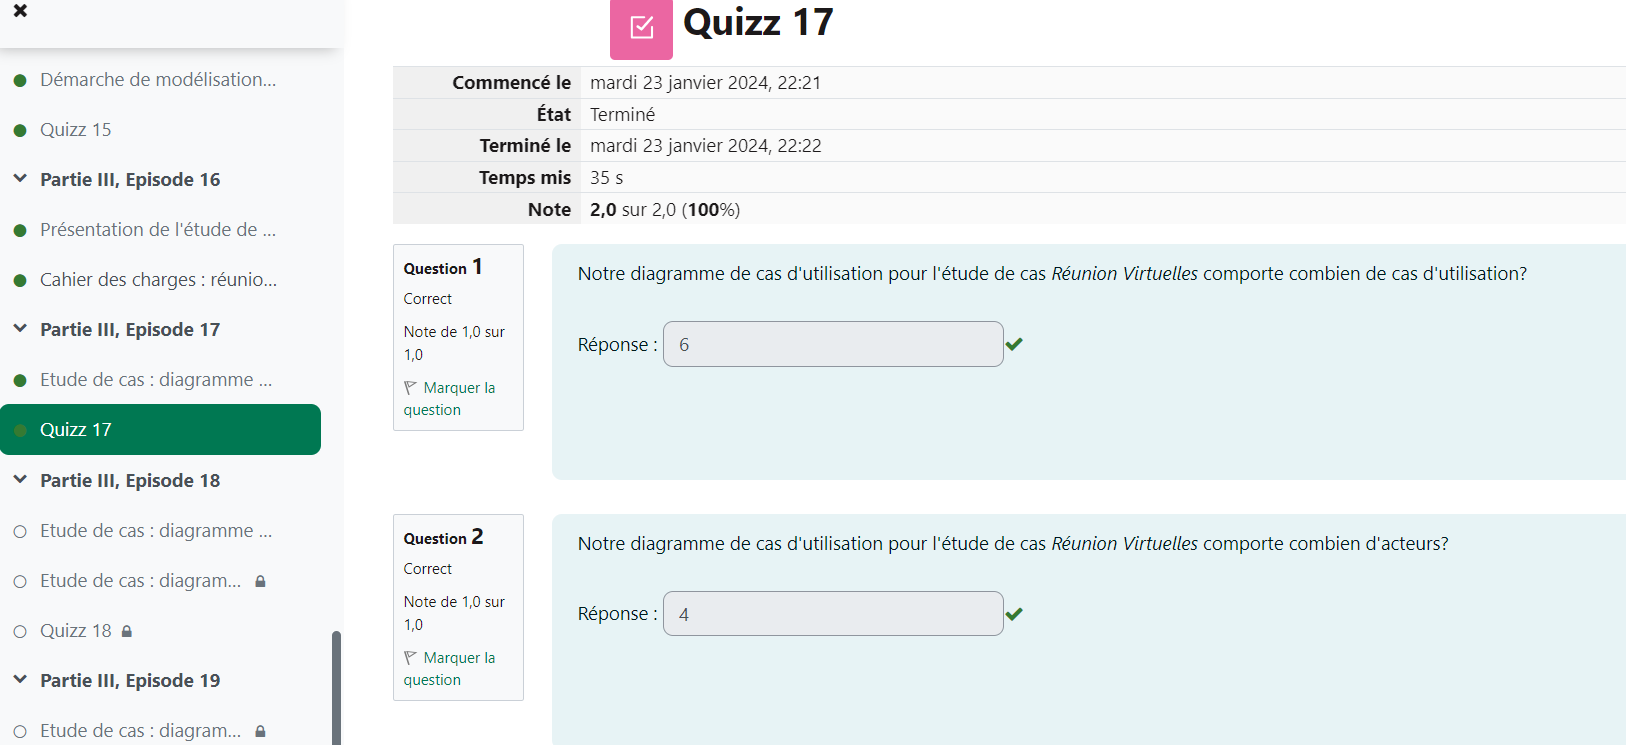 Démarche de modélisation...
Quizz 15
Partie III, Episode 16
Présentation de l'étude de ...
Cahier des charges : réunio...
Partie III, Episode 17
Etude de cas : diagramme ...
Quizz 17
Partie III, Episode 18
Etude de cas : diagramme ...
Etude de cas : diagram...
Quizz 18
Partie III, Episode 19
Etude de cas : diagram...
Quizz 17
Commencé le mardi 23 janvier 2024, 22:21
État Terminé
Terminé le mardi 23 janvier 2024, 22:22
Temps mis 35 s
Note 2,0 sur 2,0 (100%)
Question 1
Correct
Note de 1,0 sur
1,0
Marquer la
question
Notre diagramme de cas d'utilisation pour l'étude de cas Réunion Virtuelles comporte combien de cas d'utilisation?
Réponse : 6
Question 2
Correct
Note de 1,0 sur
1,0
Marquer la
question
Notre diagramme de cas d'utilisation pour l'étude de cas Réunion Virtuelles comporte combien d'acteurs?
Réponse : 4